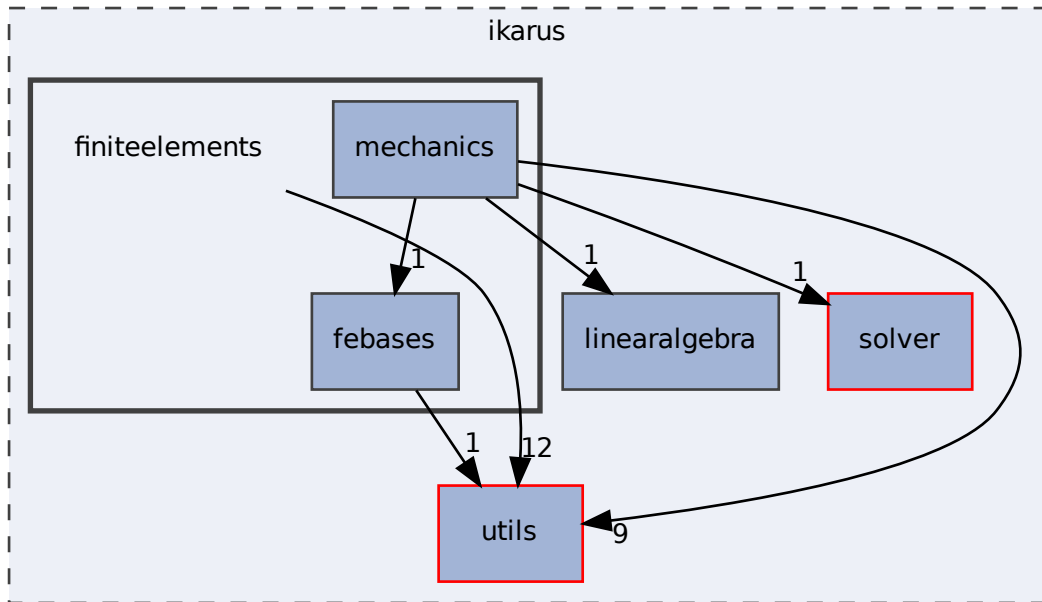 ikarus
finiteelements
mechanics
1
1
1
febases
linearalgebra
solver
1
12
utils
9